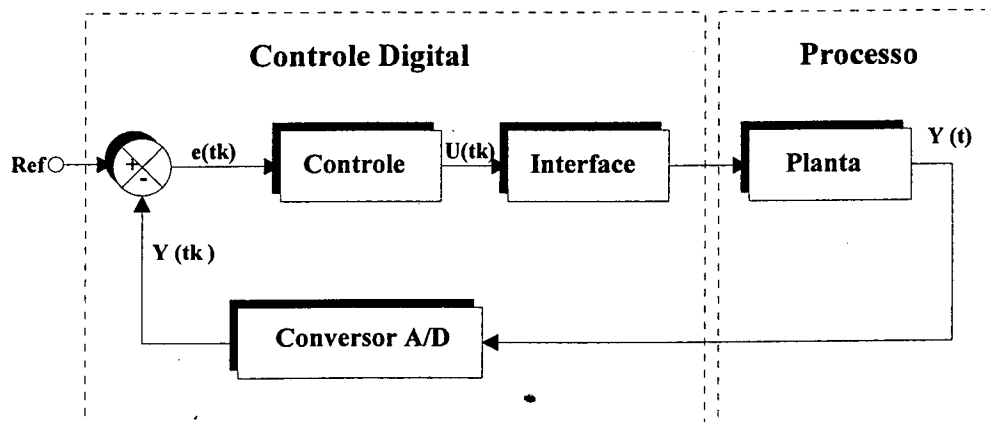 Controle Digital
Processo
Ref
+
-
e(tk)
Controle
U(tk)
Interface
Planta
Y (t)
Y (tk )
Conversor A/D